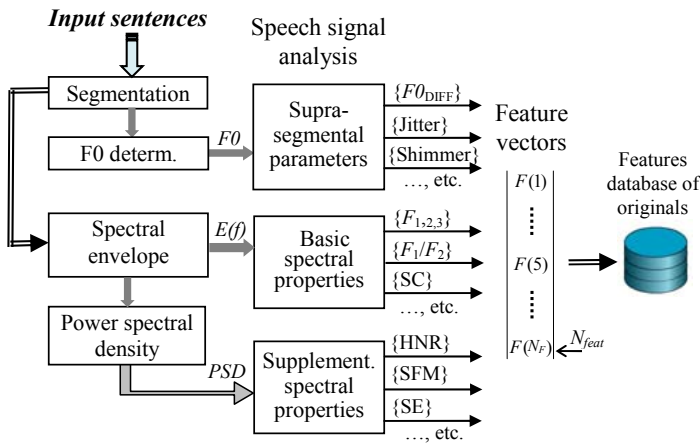 Input sentences
Speech signal
analysis
Segmentation
F0 determ.
F0
Supra-
segmental
parameters
{F0DIFF}
{Jitter}
{Shimmer}
…, etc.
Feature
vectors
Features
database of
originals
F(1)
F(5)
F(NF)
Nfeat
Spectral
envelope
E(f)
Basic
spectral
properties
{F1,2,3}
{F1/F2}
{SC}
…, etc.
Power spectral
density
PSD
Supplement.
spectral
properties
{HNR}
{SFM}
{SE}
…, etc.